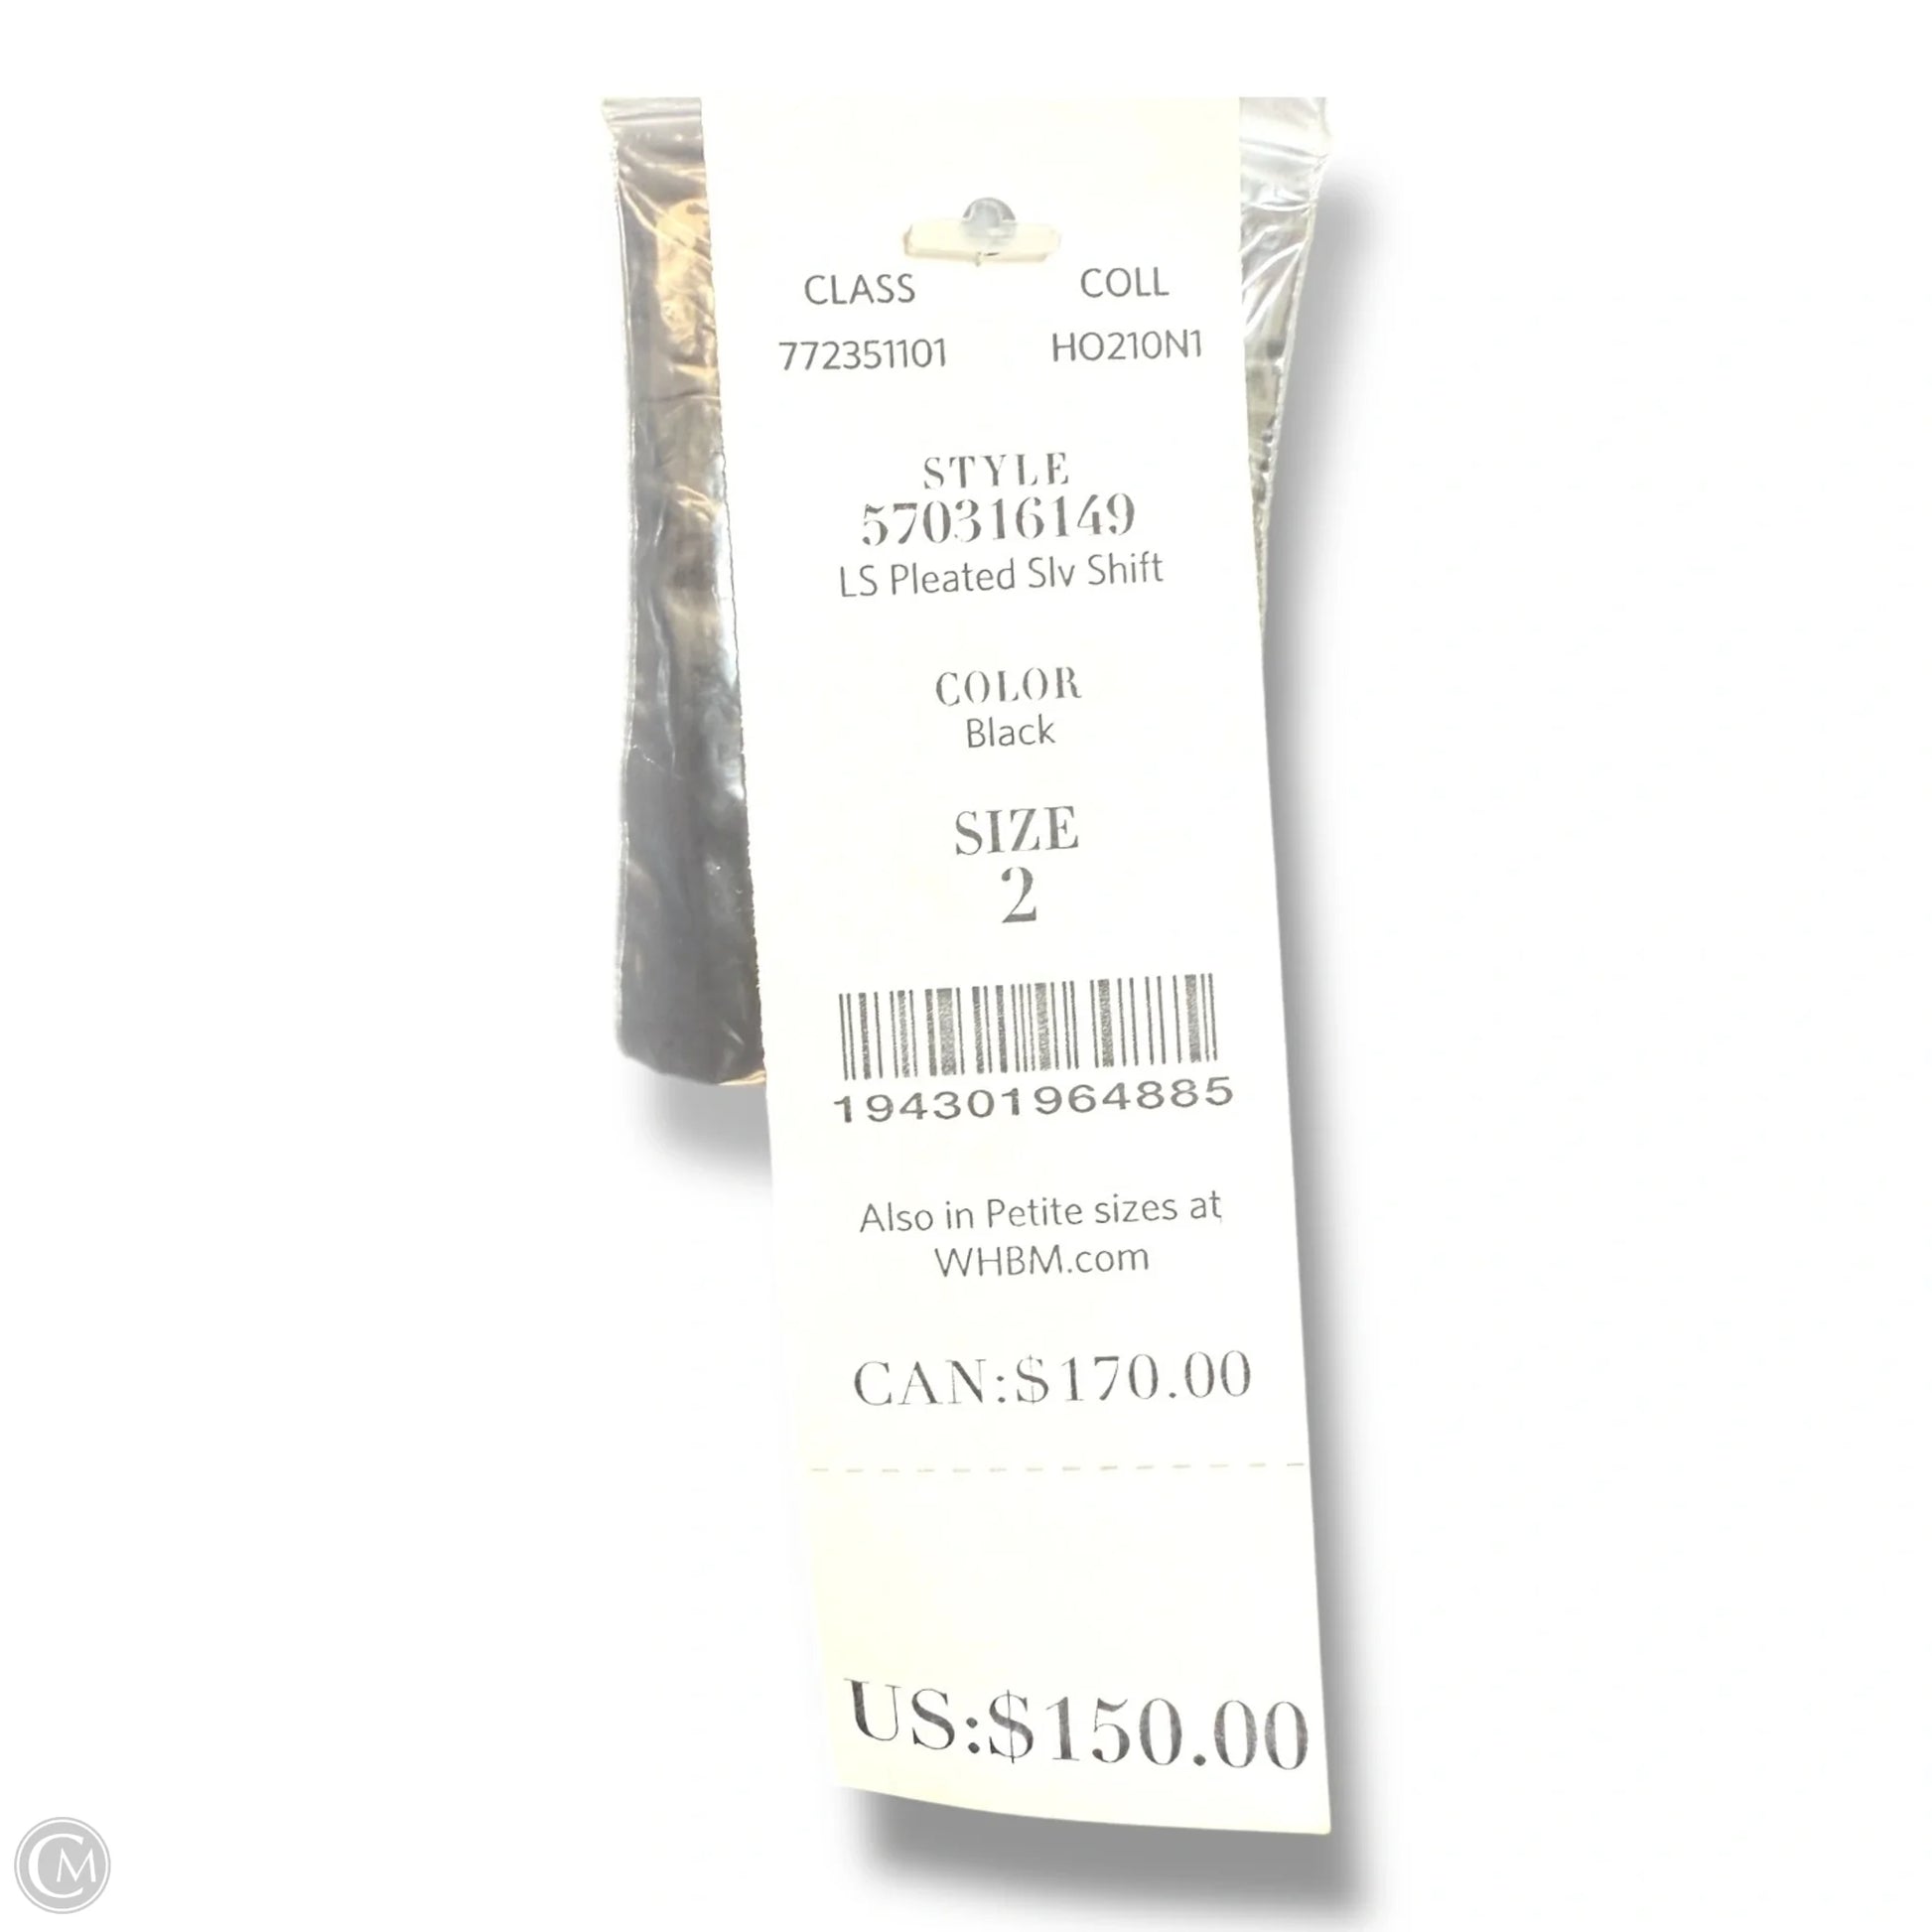 CLASS COLL
772351101 HO210N1
STYLE
570316149
LS Pleated Slv Shift
COLOR
Black
SIZE
2
194301964885
Also in Petite sizes at
WHBM.com
CAN:$170.00
US:$150.00
CM